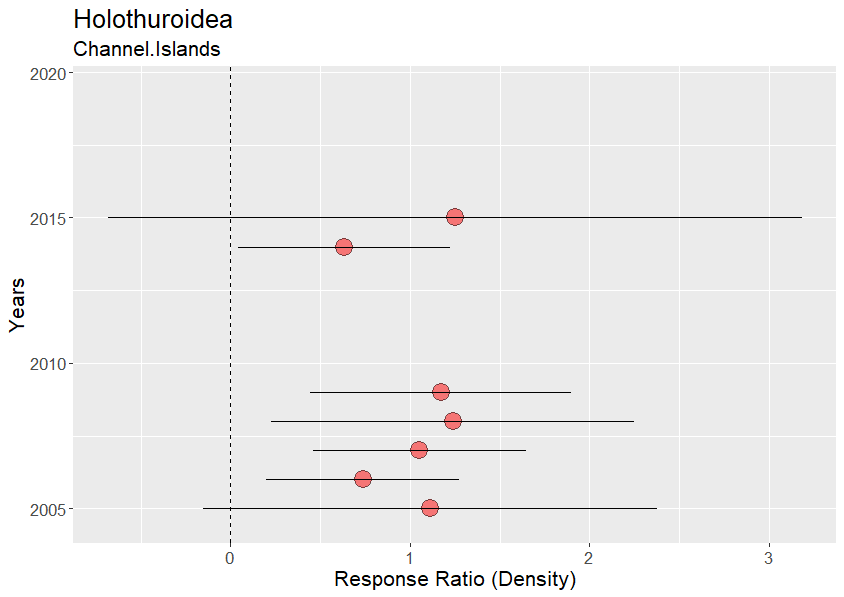 Holothuroidea
Channel.Islands
2020
2015
2010
2005
Years
0 1 2 3
Response Ratio (Density)